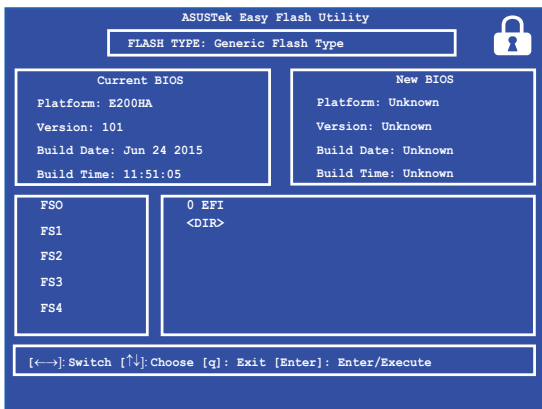 ASUSTek Easy Flash Utility
FLASH TYPE: Generic Flash Type
Current BIOS
Platform: E200HA
Version: 101
Build Date: Jun 24 2015
Build Time: 11:51:05
New BIOS
Platform: Unknown
Version: Unknown
Build Date: Unknown
Build Time: Unknown
FSO
FS1
FS2
FS3
FS4
0 EFI
<DIR>
[←→]: Switch [↑↓]: Choose [q]: Exit [Enter]: Enter/Execute